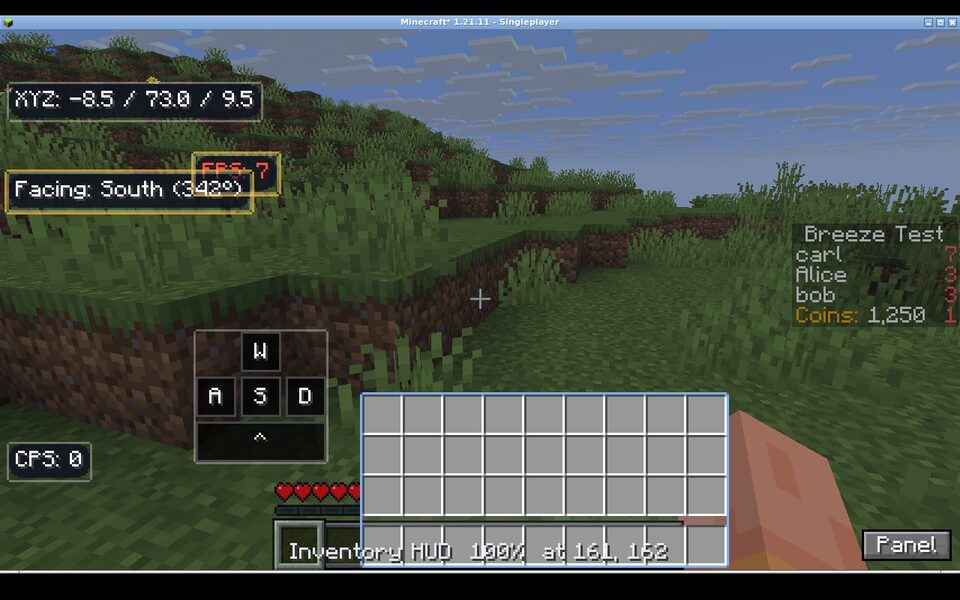 Minecraft* 1.21.11 - Singleplayer
XYZ: -8.5 / 73.0 / 9.5
FPS: 7
Facing: South (342°)
Breeze Test
carl 7
Alice 3
bob 3
Coins: 1,250 1
W
A S D
^
CPS: 0
Inventory HUD 100% at 161, 162
Panel